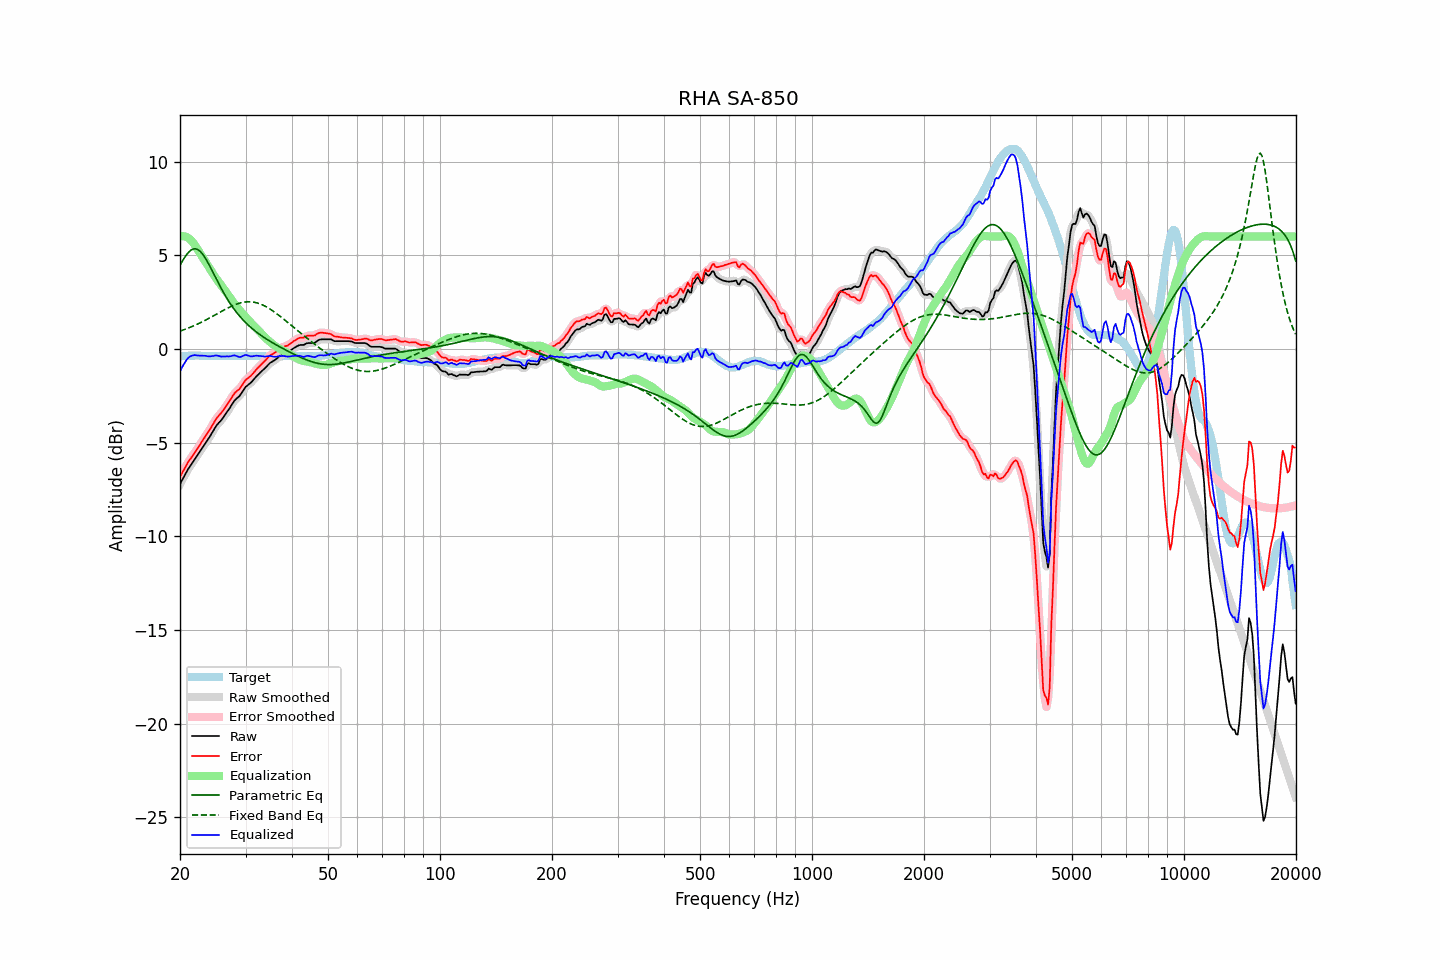 RHA SA-850
Amplitude (dBr)
10
5
0
−5
−10
−15
−20
−25
Target
Raw Smoothed
Error Smoothed
Raw
Error
Equalization
Parametric Eq
Fixed Band Eq
Equalized
20 50 100 200 500 1000 2000 5000 10000 20000
Frequency (Hz)